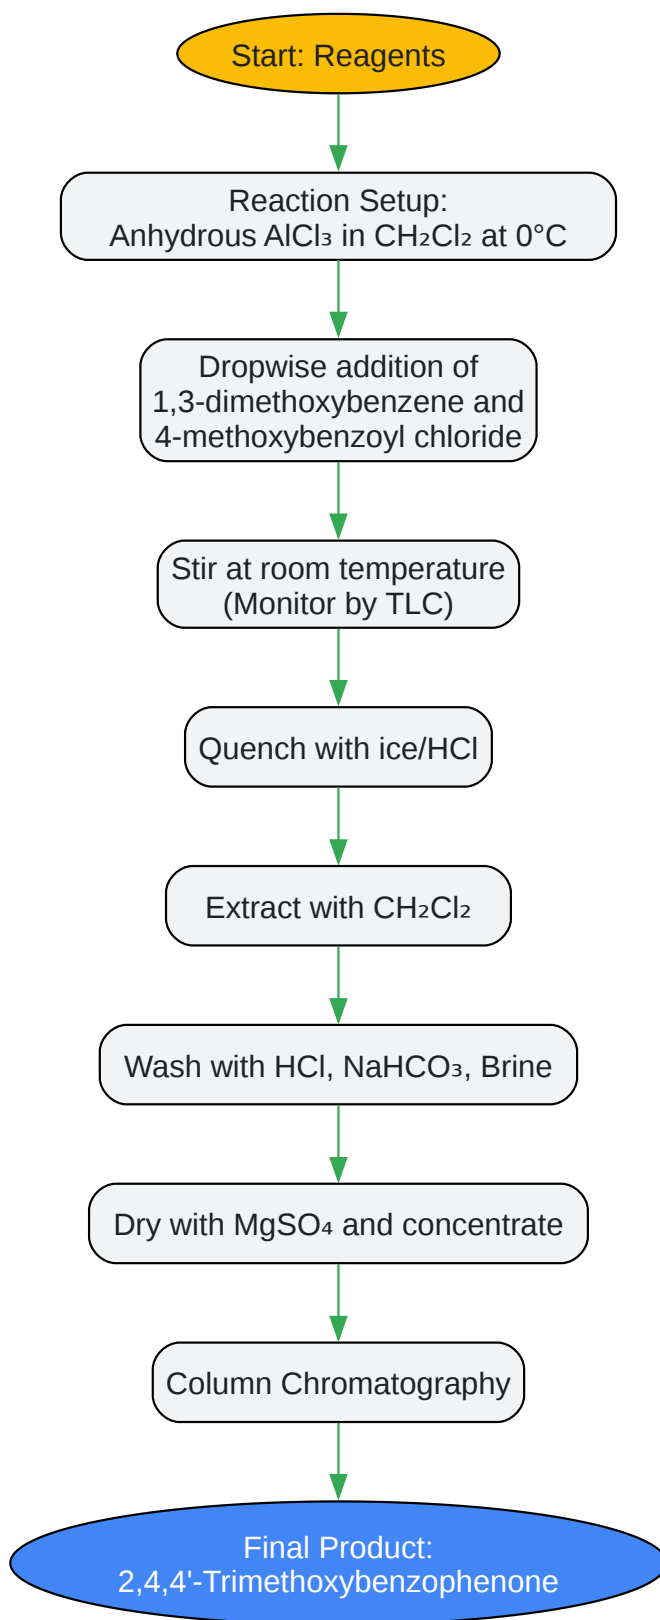 Start: Reagents
Reaction Setup:
Anhydrous AlCl₃ in CH₂Cl₂ at 0°C
Dropwise addition of
1,3-dimethoxybenzene and
4-methoxybenzoyl chloride
Stir at room temperature
(Monitor by TLC)
Quench with ice/HCl
Extract with CH₂Cl₂
Wash with HCl, NaHCO₃, Brine
Dry with MgSO₄ and concentrate
Column Chromatography
Final Product:
2,4,4'-Trimethoxybenzophenone